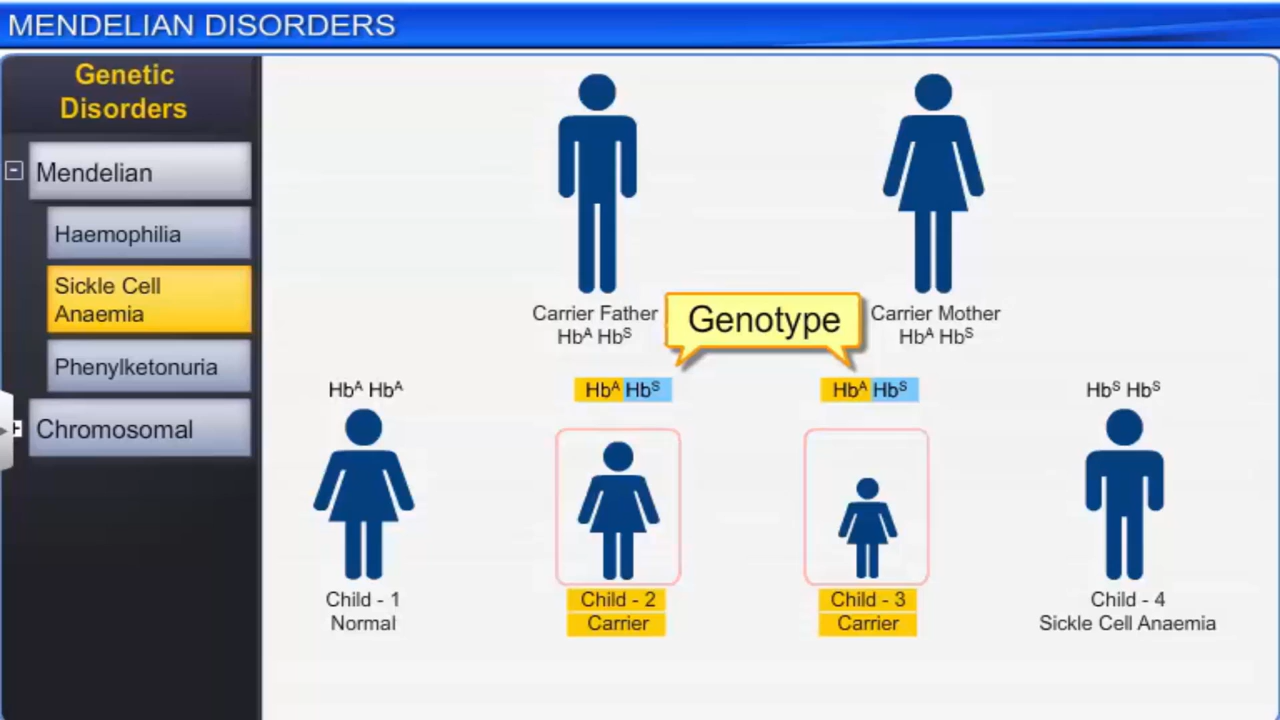 MENDELIAN DISORDERS
Genetic
Disorders
Mendelian
Haemophilia
Sickle Cell
Anaemia
Phenylketonuria
Chromosomal
Carrier Father
Hbᴬ Hbˢ
Genotype
Carrier Mother
Hbᴬ Hbˢ
Hbᴬ Hbᴬ
Hbᴬ Hbˢ
Hbᴬ Hbˢ
Hbˢ Hbˢ
Child - 1
Normal
Child - 2
Carrier
Child - 3
Carrier
Child - 4
Sickle Cell Anaemia